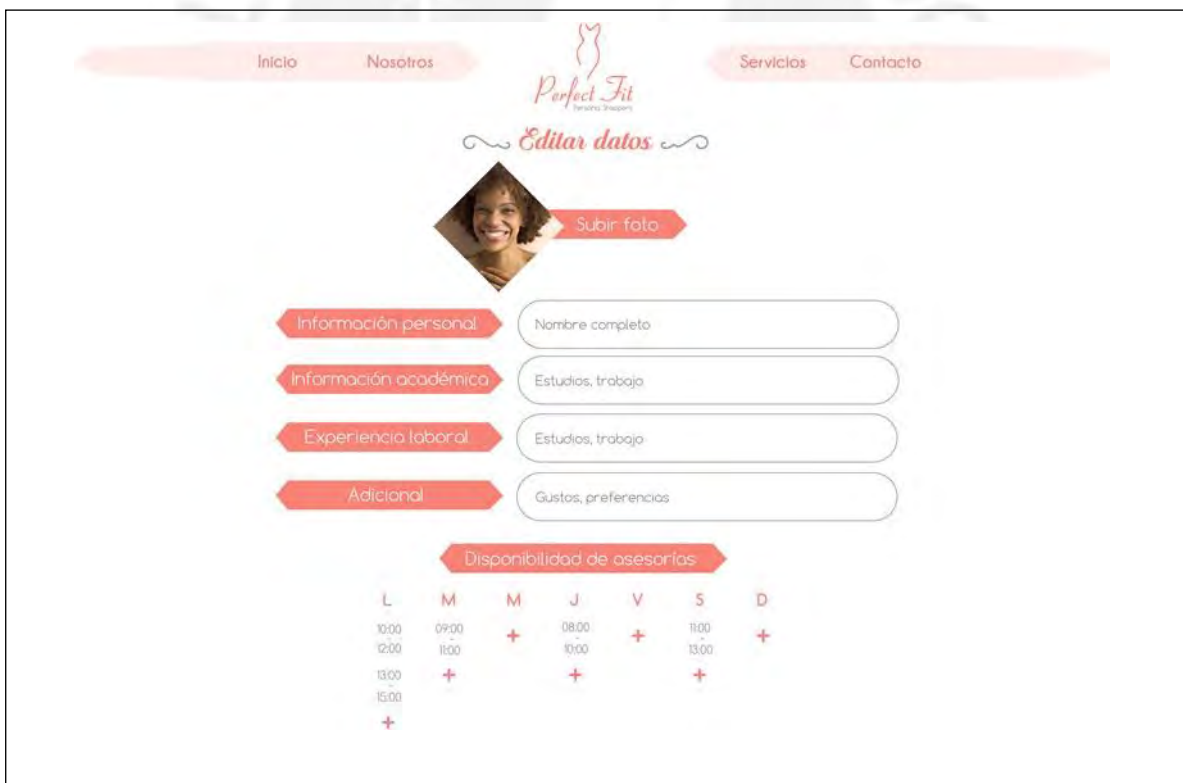 Inicio Nosotros Servicios Contacto
Perfect Fit
Persona Shoppers
Editar datos
Subir foto
Información personal Nombre completo
Información académica Estudios, trabajo
Experiencia laboral Estudios, trabajo
Adicional Gustos, preferencias
Disponibilidad de asesorías
L M M J V S D
10:00 09:00 + 08:00 + 11:00 +
- - - -
12:00 11:00 10:00 13:00
13:00 + + +
-
15:00
+